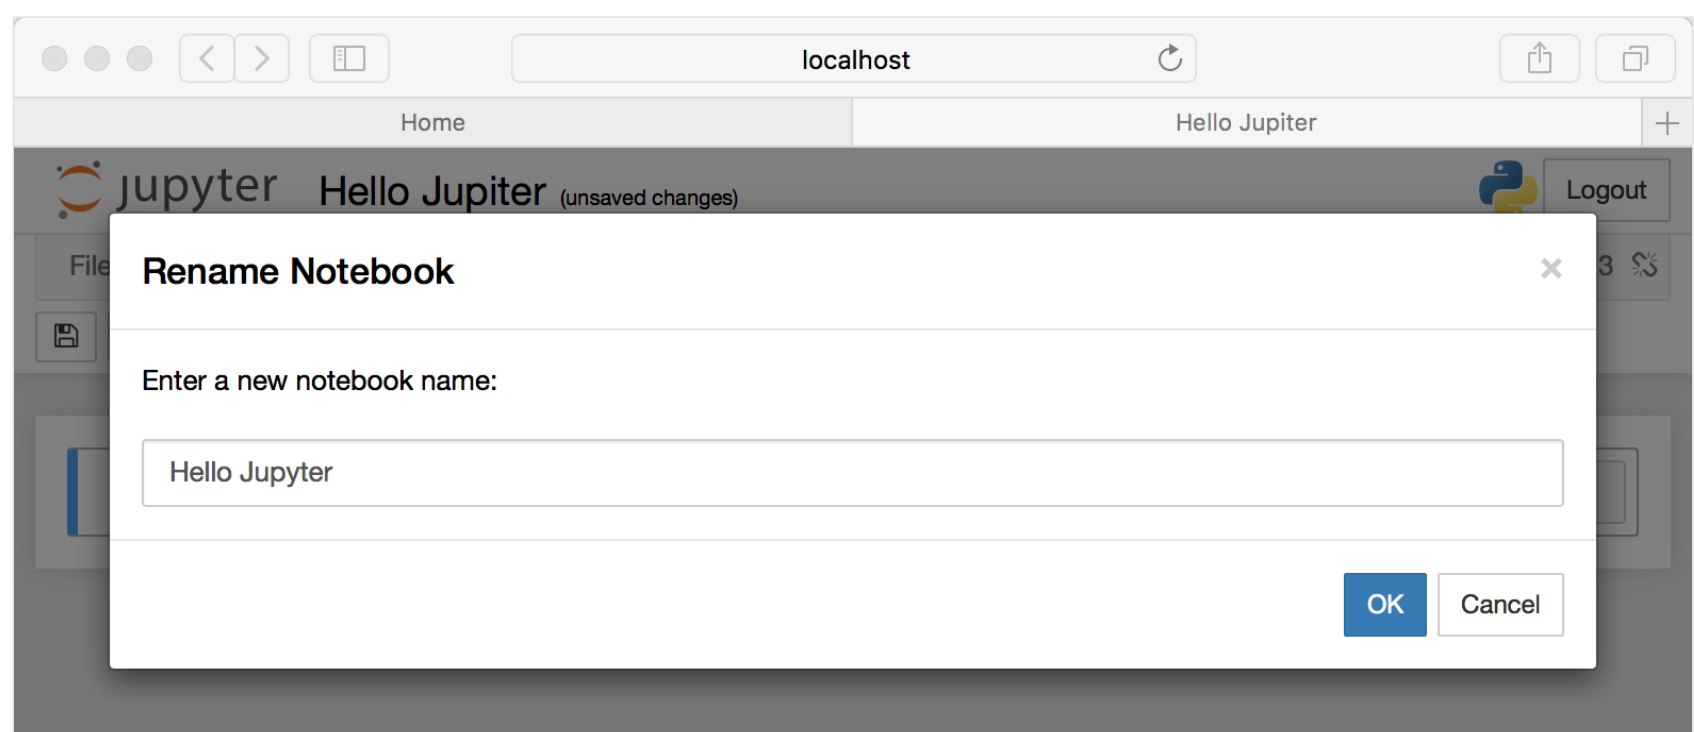 localhost
Home Hello Jupiter
jupyter Hello Jupiter (unsaved changes) Logout
File 3
Rename Notebook
Enter a new notebook name:
Hello Jupyter
OK Cancel